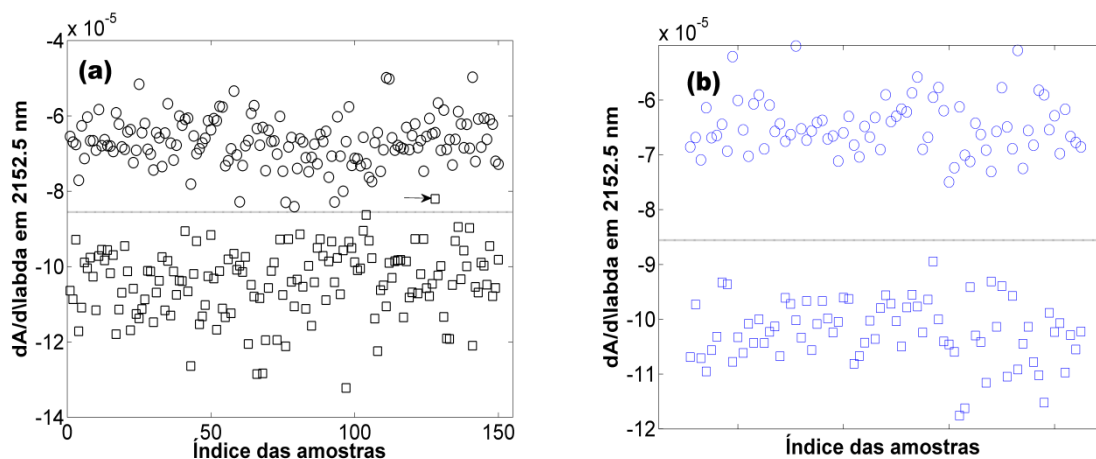 x 10⁻⁵
-4
(a)
-6
-8
-10
-12
-14
0
50
100
150
dA/d\labda em 2152.5 nm
Índice das amostras
x 10⁻⁵
(b)
-6
-7
-8
-9
-10
-11
-12
dA/d\labda em 2152.5 nm
Índice das amostras